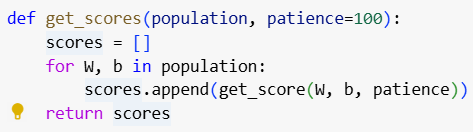 def get_scores(population, patience=100):
    scores = []
    for W, b in population:
        scores.append(get_score(W, b, patience))
    return scores